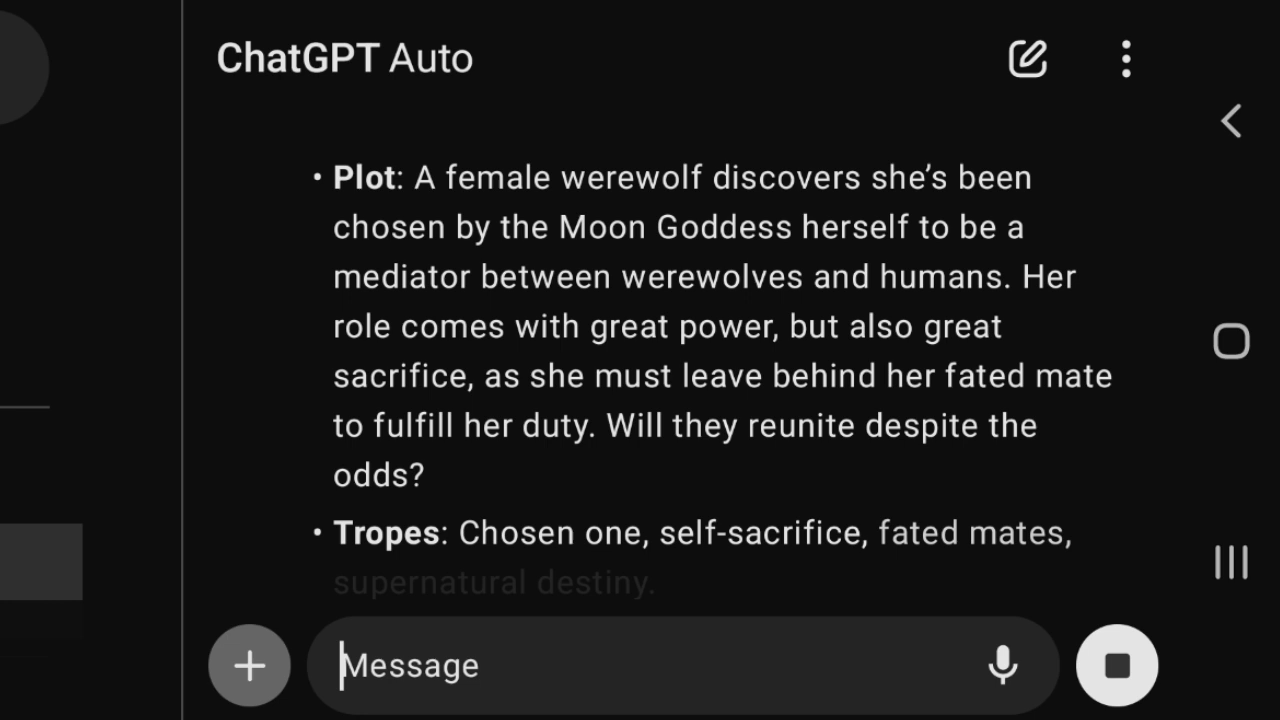 ChatGPT Auto
• Plot: A female werewolf discovers she’s been
chosen by the Moon Goddess herself to be a
mediator between werewolves and humans. Her
role comes with great power, but also great
sacrifice, as she must leave behind her fated mate
to fulfill her duty. Will they reunite despite the
odds?
• Tropes: Chosen one, self-sacrifice, fated mates,
supernatural destiny.
Message